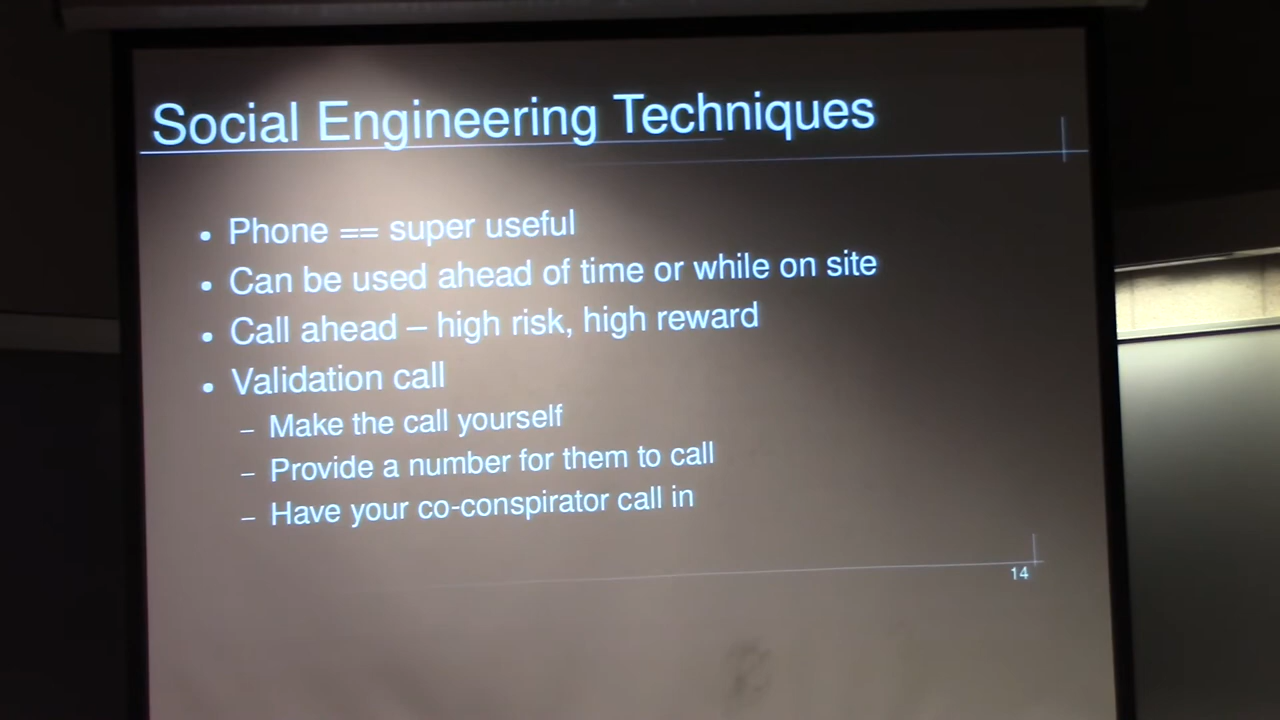 Social Engineering Techniques
• Phone == super useful
• Can be used ahead of time or while on site
• Call ahead – high risk, high reward
• Validation call
– Make the call yourself
– Provide a number for them to call
– Have your co-conspirator call in
14